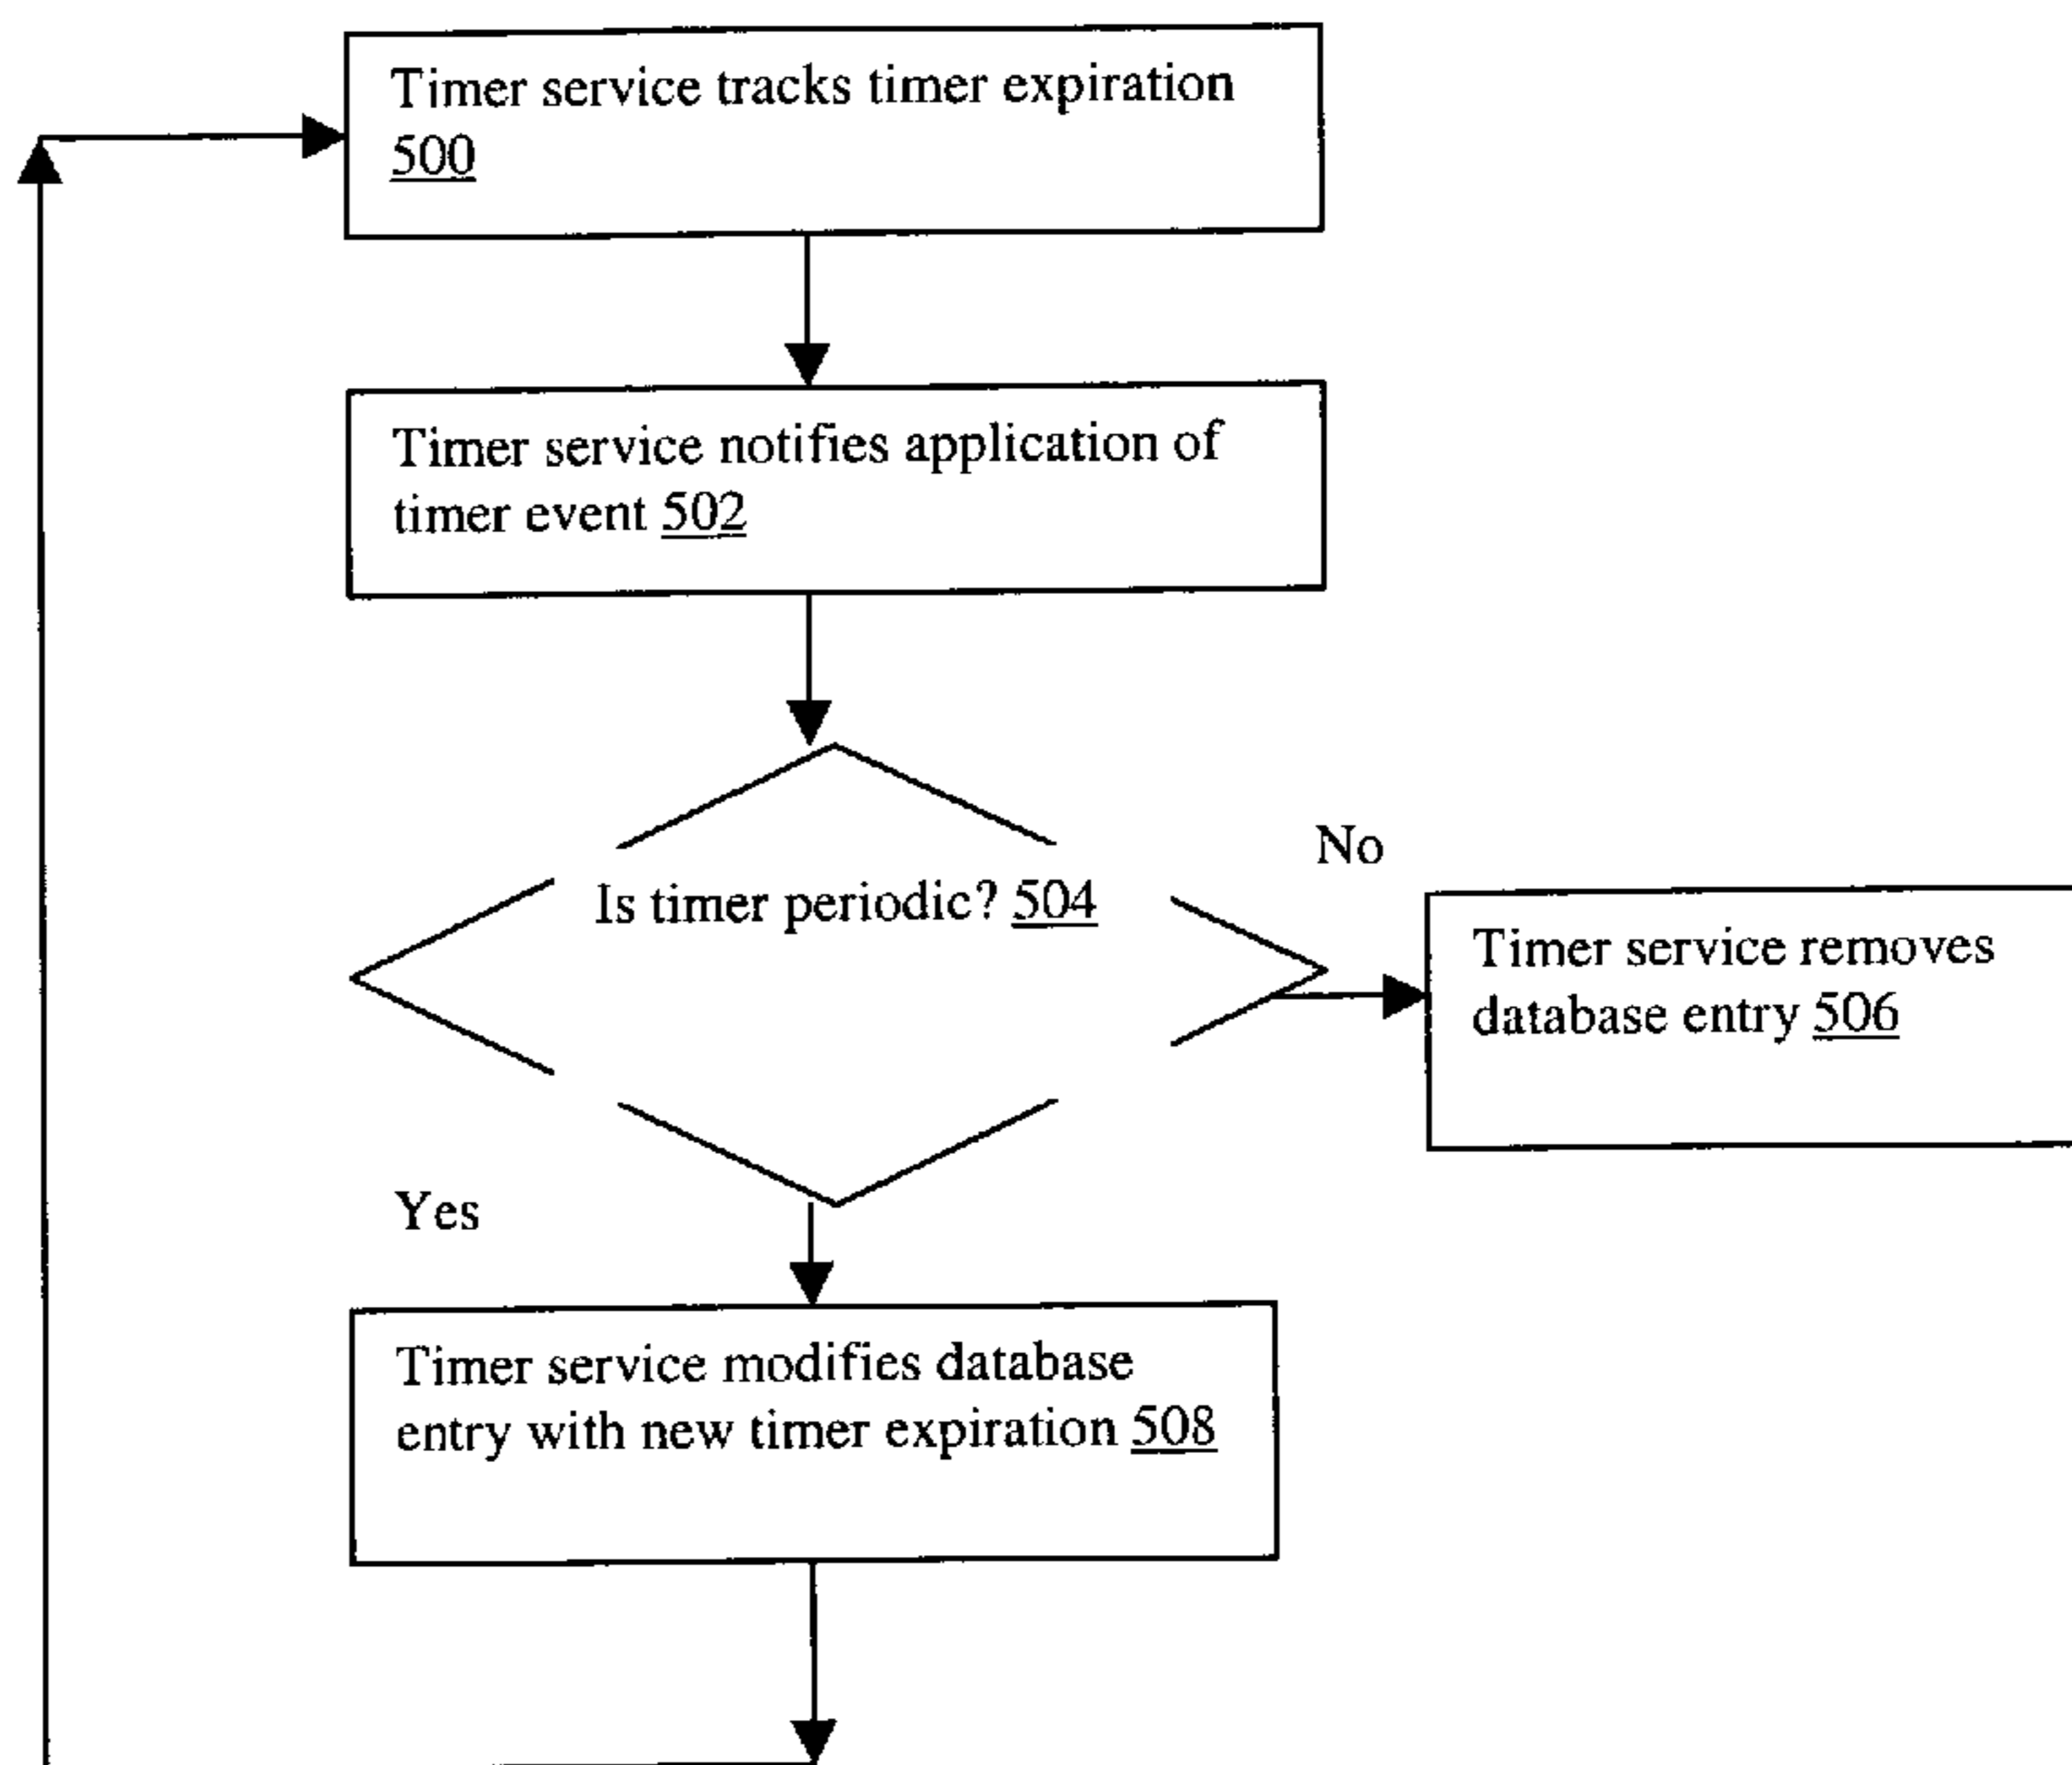 Timer service tracks timer expiration
500
Timer service notifies application of
timer event 502
Is timer periodic? 504
No
Timer service removes
database entry 506
Yes
Timer service modifies database
entry with new timer expiration 508